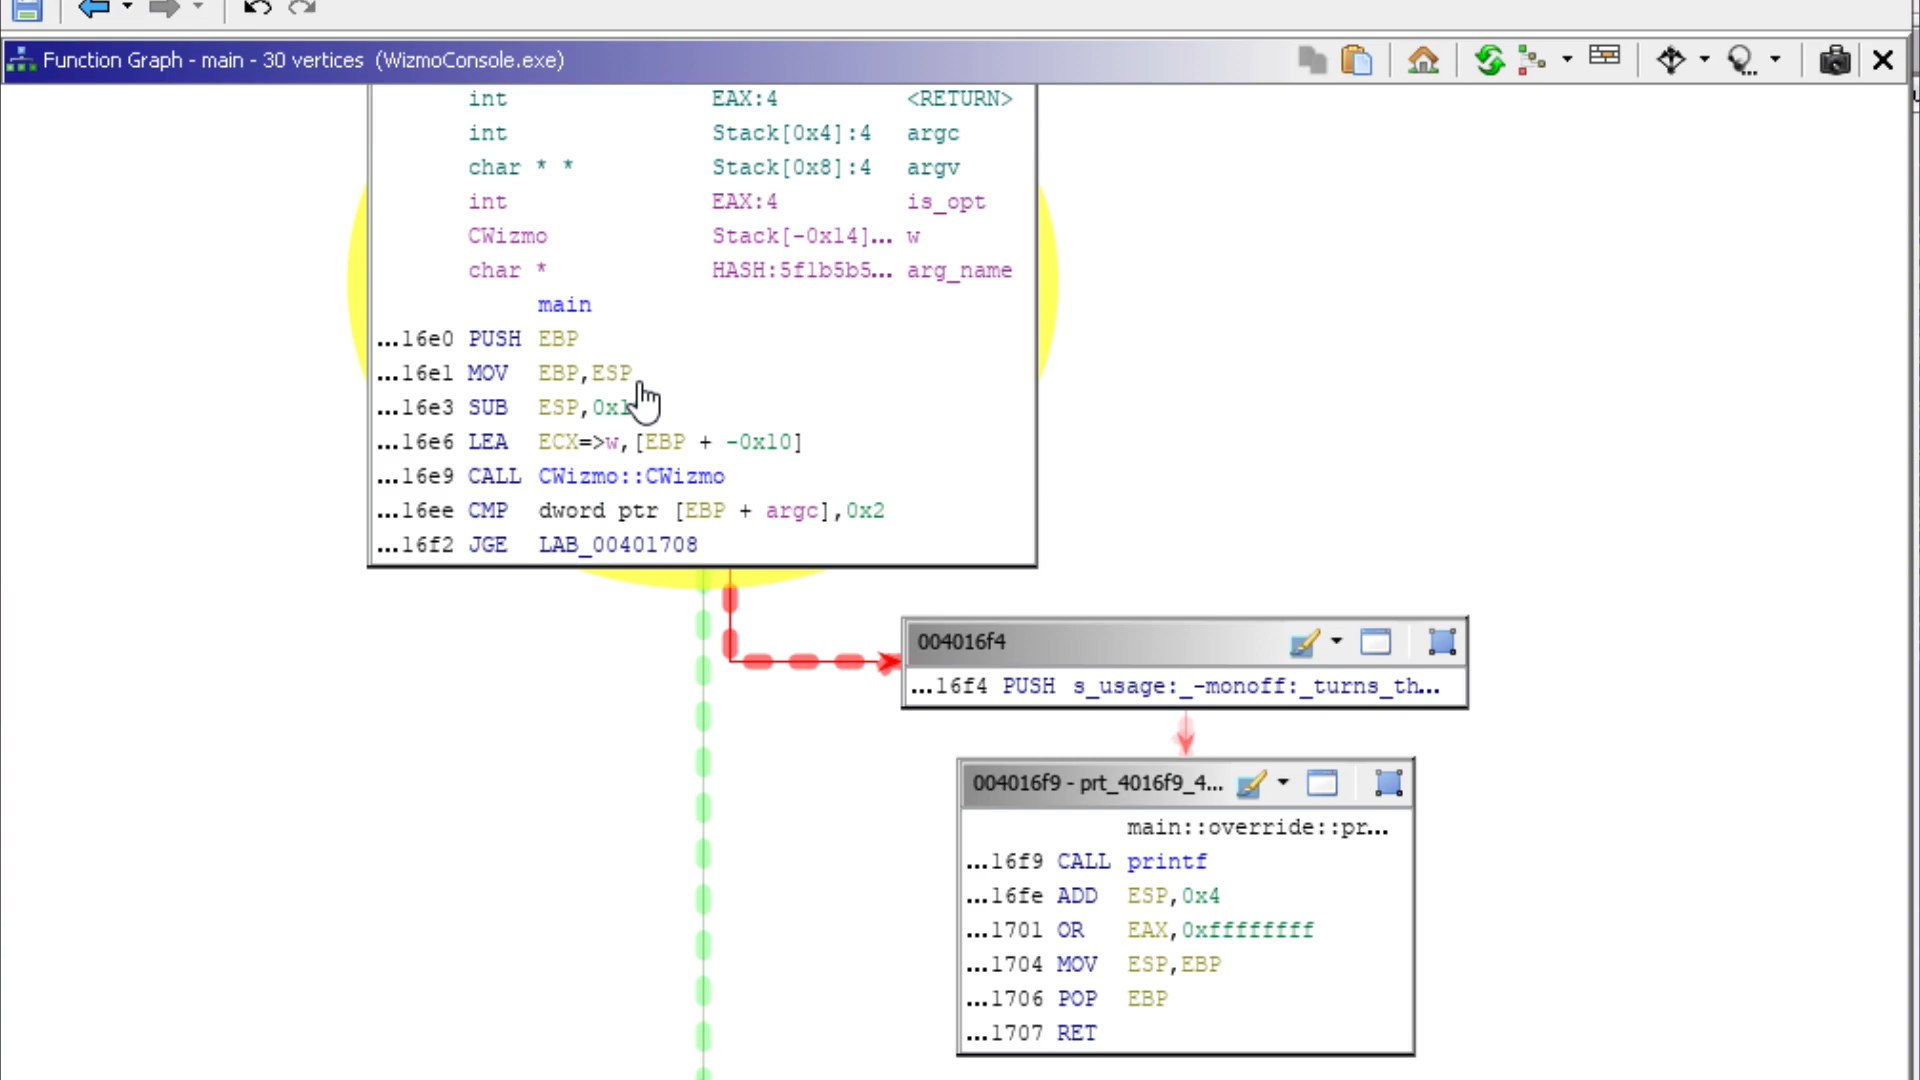 Function Graph - main - 30 vertices (WizmoConsole.exe)
int EAX:4 <RETURN>
int Stack[0x4]:4 argc
char * * Stack[0x8]:4 argv
int EAX:4 is_opt
CWizmo Stack[-0x14]... w
char * HASH:5f1b5b5... arg_name
main
...16e0 PUSH EBP
...16e1 MOV EBP,ESP
...16e3 SUB ESP,
...16e6 LEA ECX=>w,[EBP + -0x10]
...16e9 CALL CWizmo::CWizmo
...16ee CMP dword ptr [EBP + argc],0x2
...16f2 JGE LAB_00401708
004016f4
...16f4 PUSH s_usage:_-monoff:_turns_th...
004016f9 - prt_4016f9_4...
main::override::pr...
...16f9 CALL printf
...16fe ADD ESP,0x4
...1701 OR EAX,0xffffffff
...1704 MOV ESP,EBP
...1706 POP EBP
...1707 RET